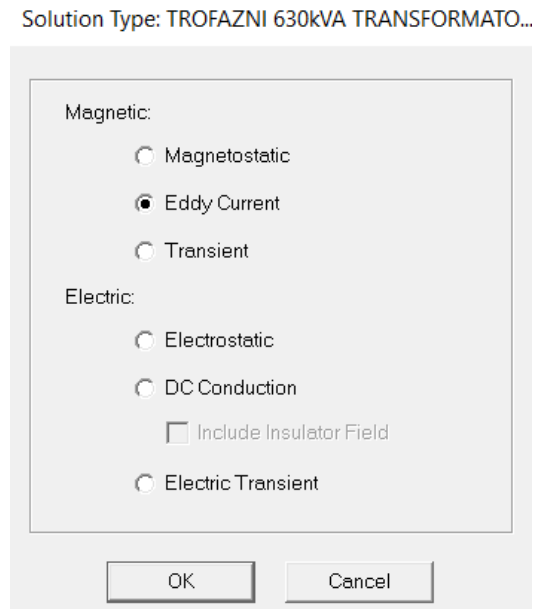 Solution Type: TROFAZNI 630kVA TRANSFORMATO...
Magnetic:
Magnetostatic
Eddy Current
Transient
Electric:
Electrostatic
DC Conduction
Include Insulator Field
Electric Transient
OK
Cancel